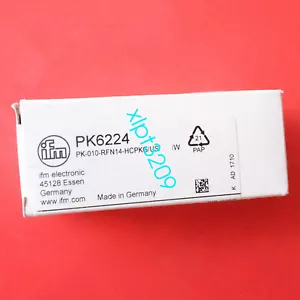 ifm
PK6224
PK-010-RFN14-HCPKG/US/ /W
ifm electronic
45128 Essen
Germany
www.ifm.com
Made in Germany
21
PAP
K AD 1710
xlpt6209